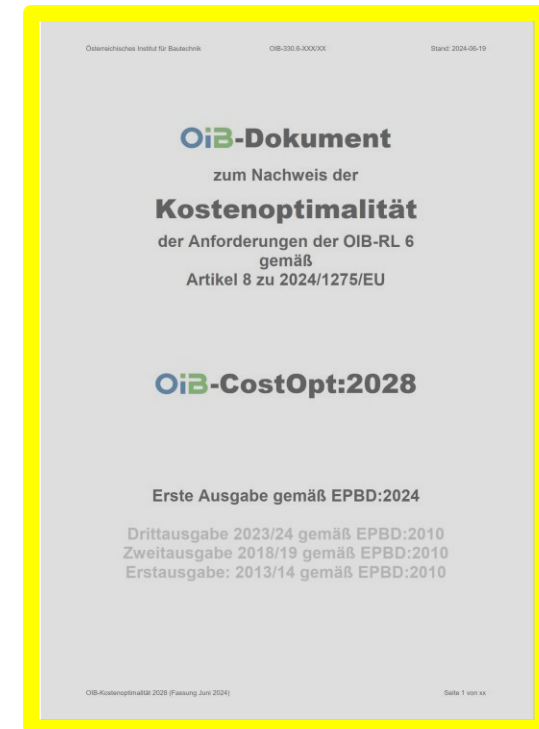 Österreichisches Institut für Bautechnik OIB-330.6-XXX/XX Stand: 2024-06-19
OiB-Dokument
zum Nachweis der
Kostenoptimalität
der Anforderungen der OIB-RL 6
gemäß
Artikel 8 zu 2024/1275/EU
OiB-CostOpt:2028
Erste Ausgabe gemäß EPBD:2024
Drittausgabe 2023/24 gemäß EPBD:2010
Zweitausgabe 2018/19 gemäß EPBD:2010
Erstausgabe: 2013/14 gemäß EPBD:2010
OIB-Kostenoptimalität 2028 (Fassung Juni 2024) Seite 1 von xx